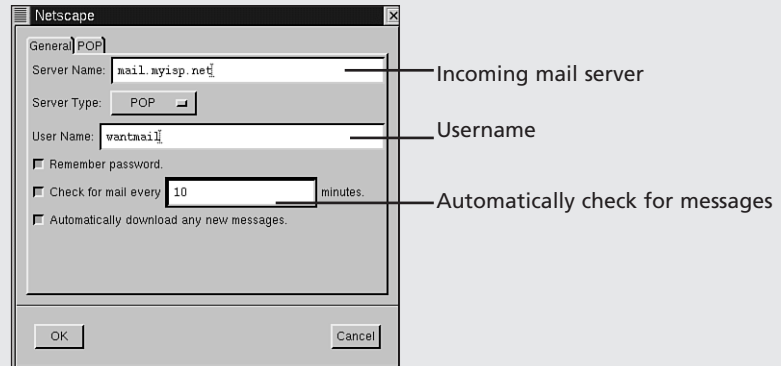 Netscape
General POP
Server Name: mail.myisp.net
Incoming mail server
Server Type: POP
User Name: wantmail
Username
Remember password.
Check for mail every 10 minutes.
Automatically check for messages
Automatically download any new messages.
OK Cancel